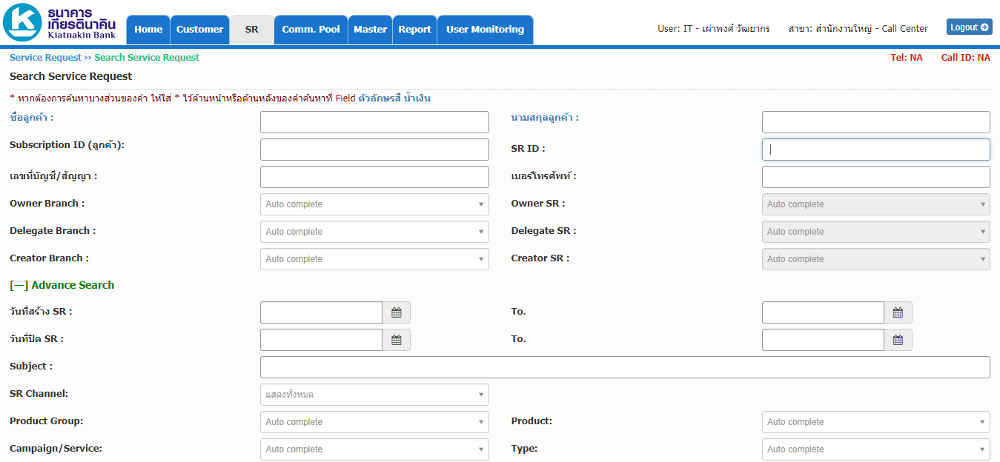 ธนาคาร
เกียรตินาคิน
Kiatnakin Bank
Home Customer SR Comm. Pool Master Report User Monitoring
User: IT - เผ่าพงศ์ วัฒยากร สาขา: สำนักงานใหญ่ - Call Center Logout
Service Request ›› Search Service Request Tel: NA Call ID: NA
Search Service Request
* หากต้องการค้นหาบางส่วนของคำ ให้ใส่ * ไว้ด้านหน้าหรือด้านหลังของคำค้นหาที่ Field ตัวอักษรสี น้ำเงิน
ชื่อลูกค้า : นามสกุลลูกค้า :
Subscription ID (ลูกค้า): SR ID :
เลขที่บัญชี/สัญญา : เบอร์โทรศัพท์ :
Owner Branch : Auto complete Owner SR : Auto complete
Delegate Branch : Auto complete Delegate SR : Auto complete
Creator Branch : Auto complete Creator SR : Auto complete
[—] Advance Search
วันที่สร้าง SR : To.
วันที่ปิด SR : To.
Subject :
SR Channel: แสดงทั้งหมด
Product Group: Auto complete Product: Auto complete
Campaign/Service: Auto complete Type: Auto complete